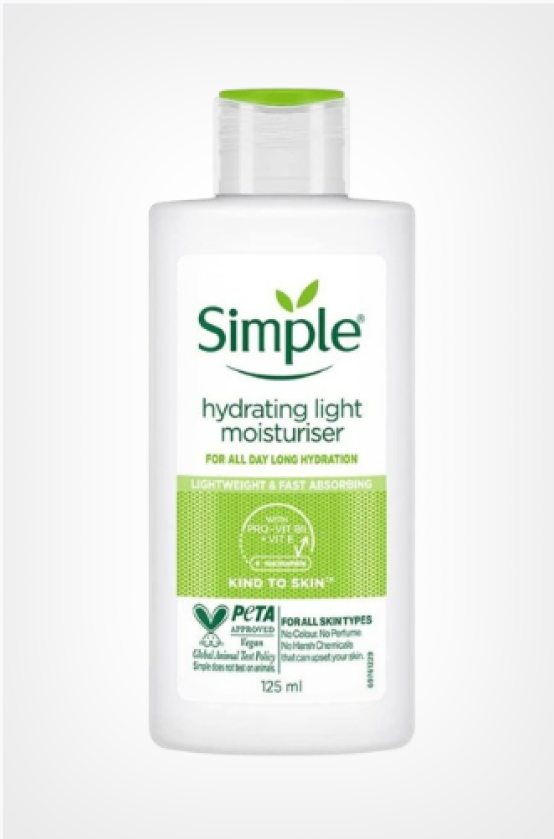 Simple®
hydrating light
moisturiser
FOR ALL DAY LONG HYDRATION
LIGHTWEIGHT & FAST ABSORBING
WITH
PRO-VIT B5
+ VIT E
+ niacinamide
KIND TO SKIN™
PETA
APPROVED
Vegan
Global Animal Test Policy
Simple does not test on animals.
FOR ALL SKIN TYPES
No Colour. No Perfume
No Harsh Chemicals
that can upset your skin.
125 ml